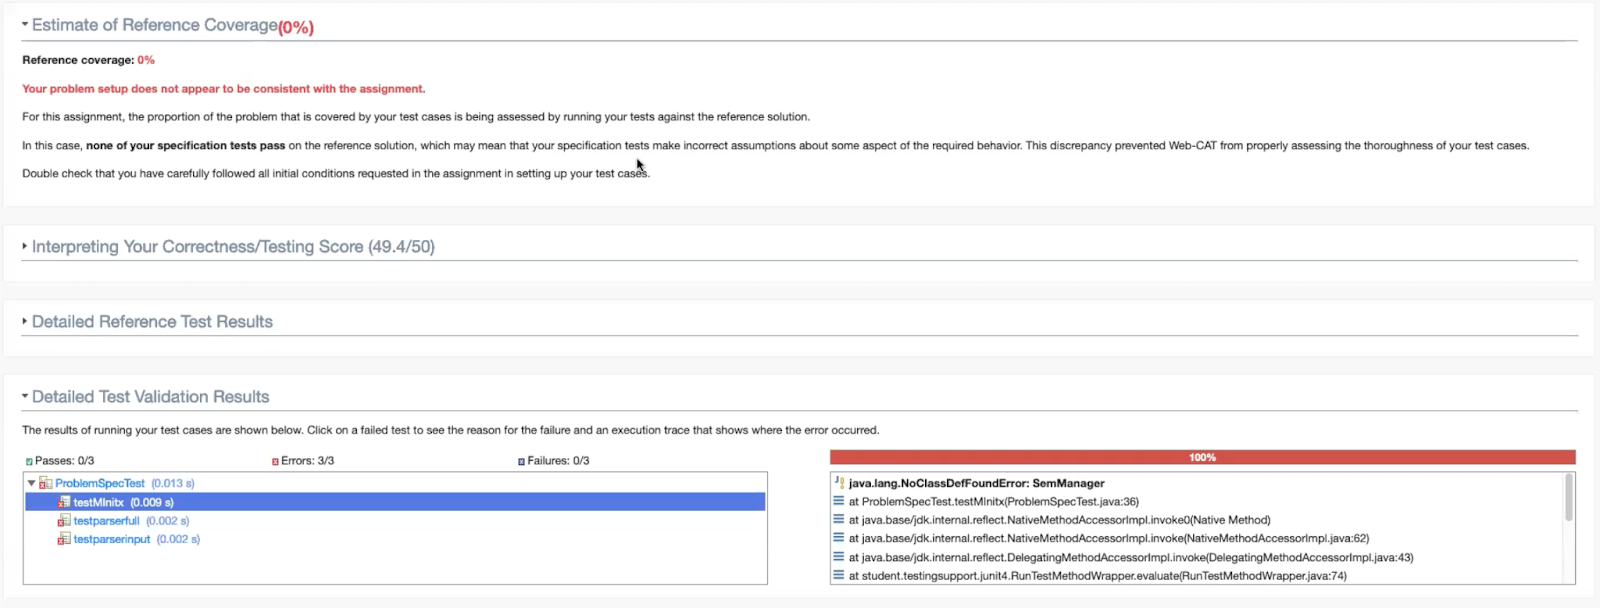 Estimate of Reference Coverage(0%)
Reference coverage: 0%
Your problem setup does not appear to be consistent with the assignment.
For this assignment, the proportion of the problem that is covered by your test cases is being assessed by running your tests against the reference solution.
In this case, none of your specification tests pass on the reference solution, which may mean that your specification tests make incorrect assumptions about some aspect of the required behavior. This discrepancy prevented Web-CAT from properly assessing the thoroughness of your test cases.
Double check that you have carefully followed all initial conditions requested in the assignment in setting up your test cases.
Interpreting Your Correctness/Testing Score (49.4/50)
Detailed Reference Test Results
Detailed Test Validation Results
The results of running your test cases are shown below. Click on a failed test to see the reason for the failure and an execution trace that shows where the error occurred.
Passes: 0/3 Errors: 3/3 Failures: 0/3
100%
ProblemSpecTest (0.013 s)
testMInitx (0.009 s)
testparserfull (0.002 s)
testparserinput (0.002 s)
java.lang.NoClassDefFoundError: SemManager
at ProblemSpecTest.testMInitx(ProblemSpecTest.java:36)
at java.base/jdk.internal.reflect.NativeMethodAccessorImpl.invoke0(Native Method)
at java.base/jdk.internal.reflect.NativeMethodAccessorImpl.invoke(NativeMethodAccessorImpl.java:62)
at java.base/jdk.internal.reflect.DelegatingMethodAccessorImpl.invoke(DelegatingMethodAccessorImpl.java:43)
at student.testingsupport.junit4.RunTestMethodWrapper.evaluate(RunTestMethodWrapper.java:74)